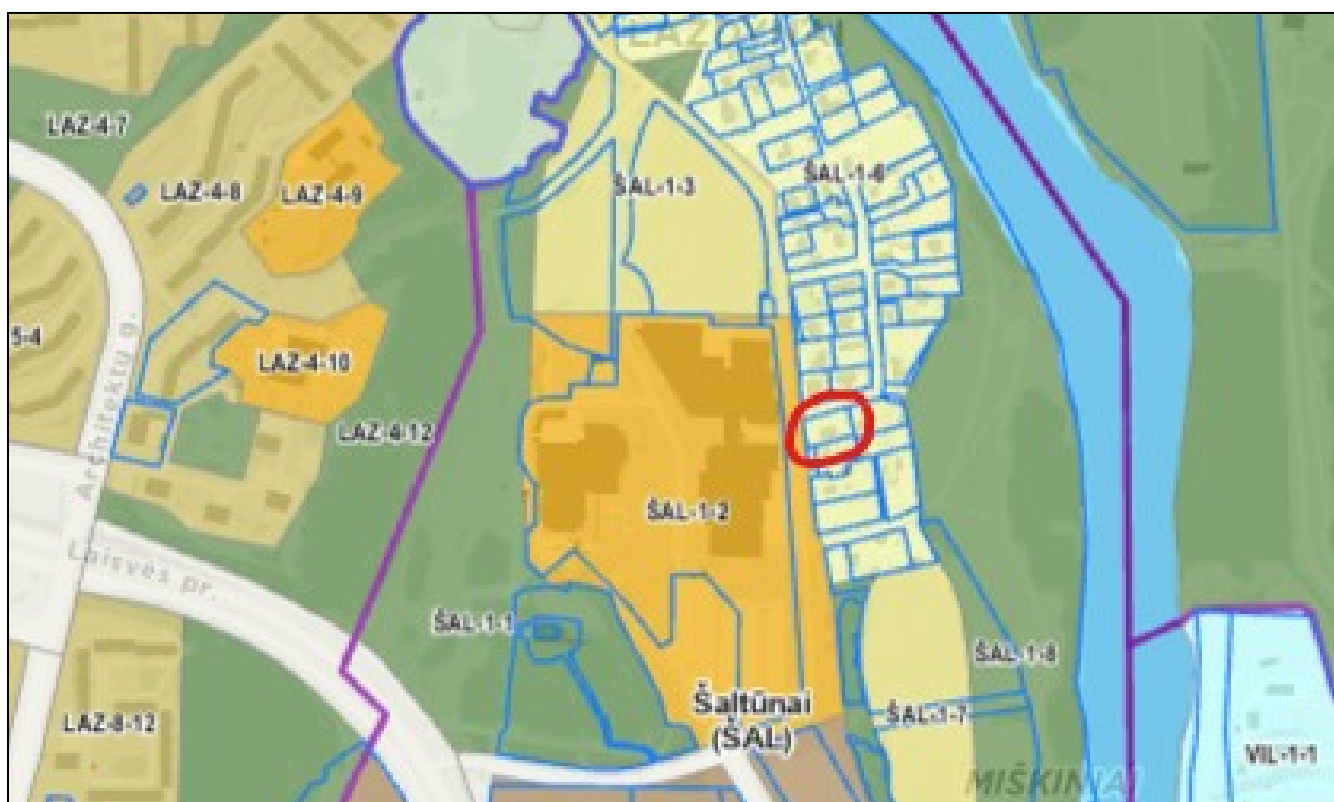 LAZ
LAZ-4-7
LAZ-4-8
LAZ-4-9
ŠAL-1-3
ŠAL-1-6
5-4
Architektų g.
LAZ-4-10
LAZ-4-12
ŠAL-1-2
Laisvės pr.
ŠAL-1-1
ŠAL-1-8
Šaltūnai
(ŠAL)
ŠAL-1-7
LAZ-8-12
VIL-1-1
MIŠKINIAI